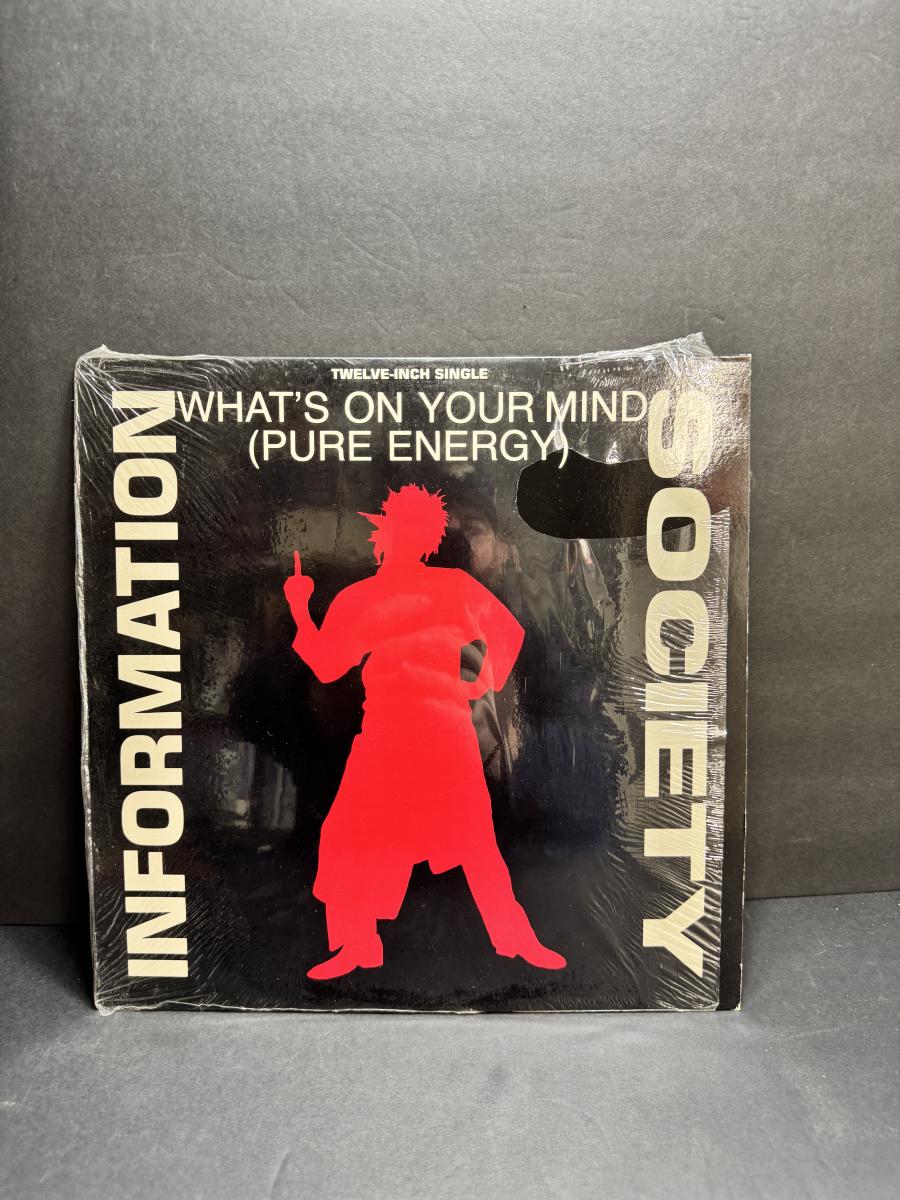 TWELVE-INCH SINGLE
WHAT'S ON YOUR MIND
(PURE ENERGY)
INFORMATION
SOCIETY